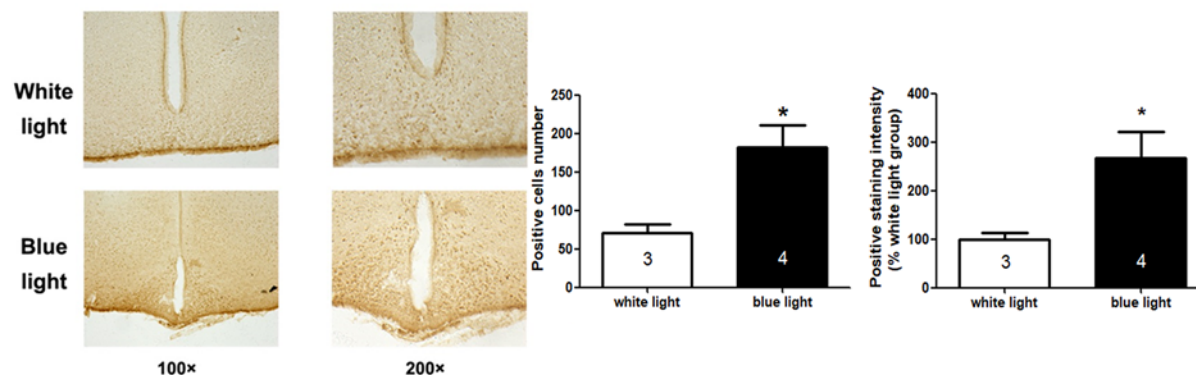 White
light
Blue
light
100×
200×
Positive cells number
250
200
150
100
50
0
*
3
4
white light
blue light
Positive staining intensity
(% white light group)
400
300
200
100
0
*
3
4
white light
blue light